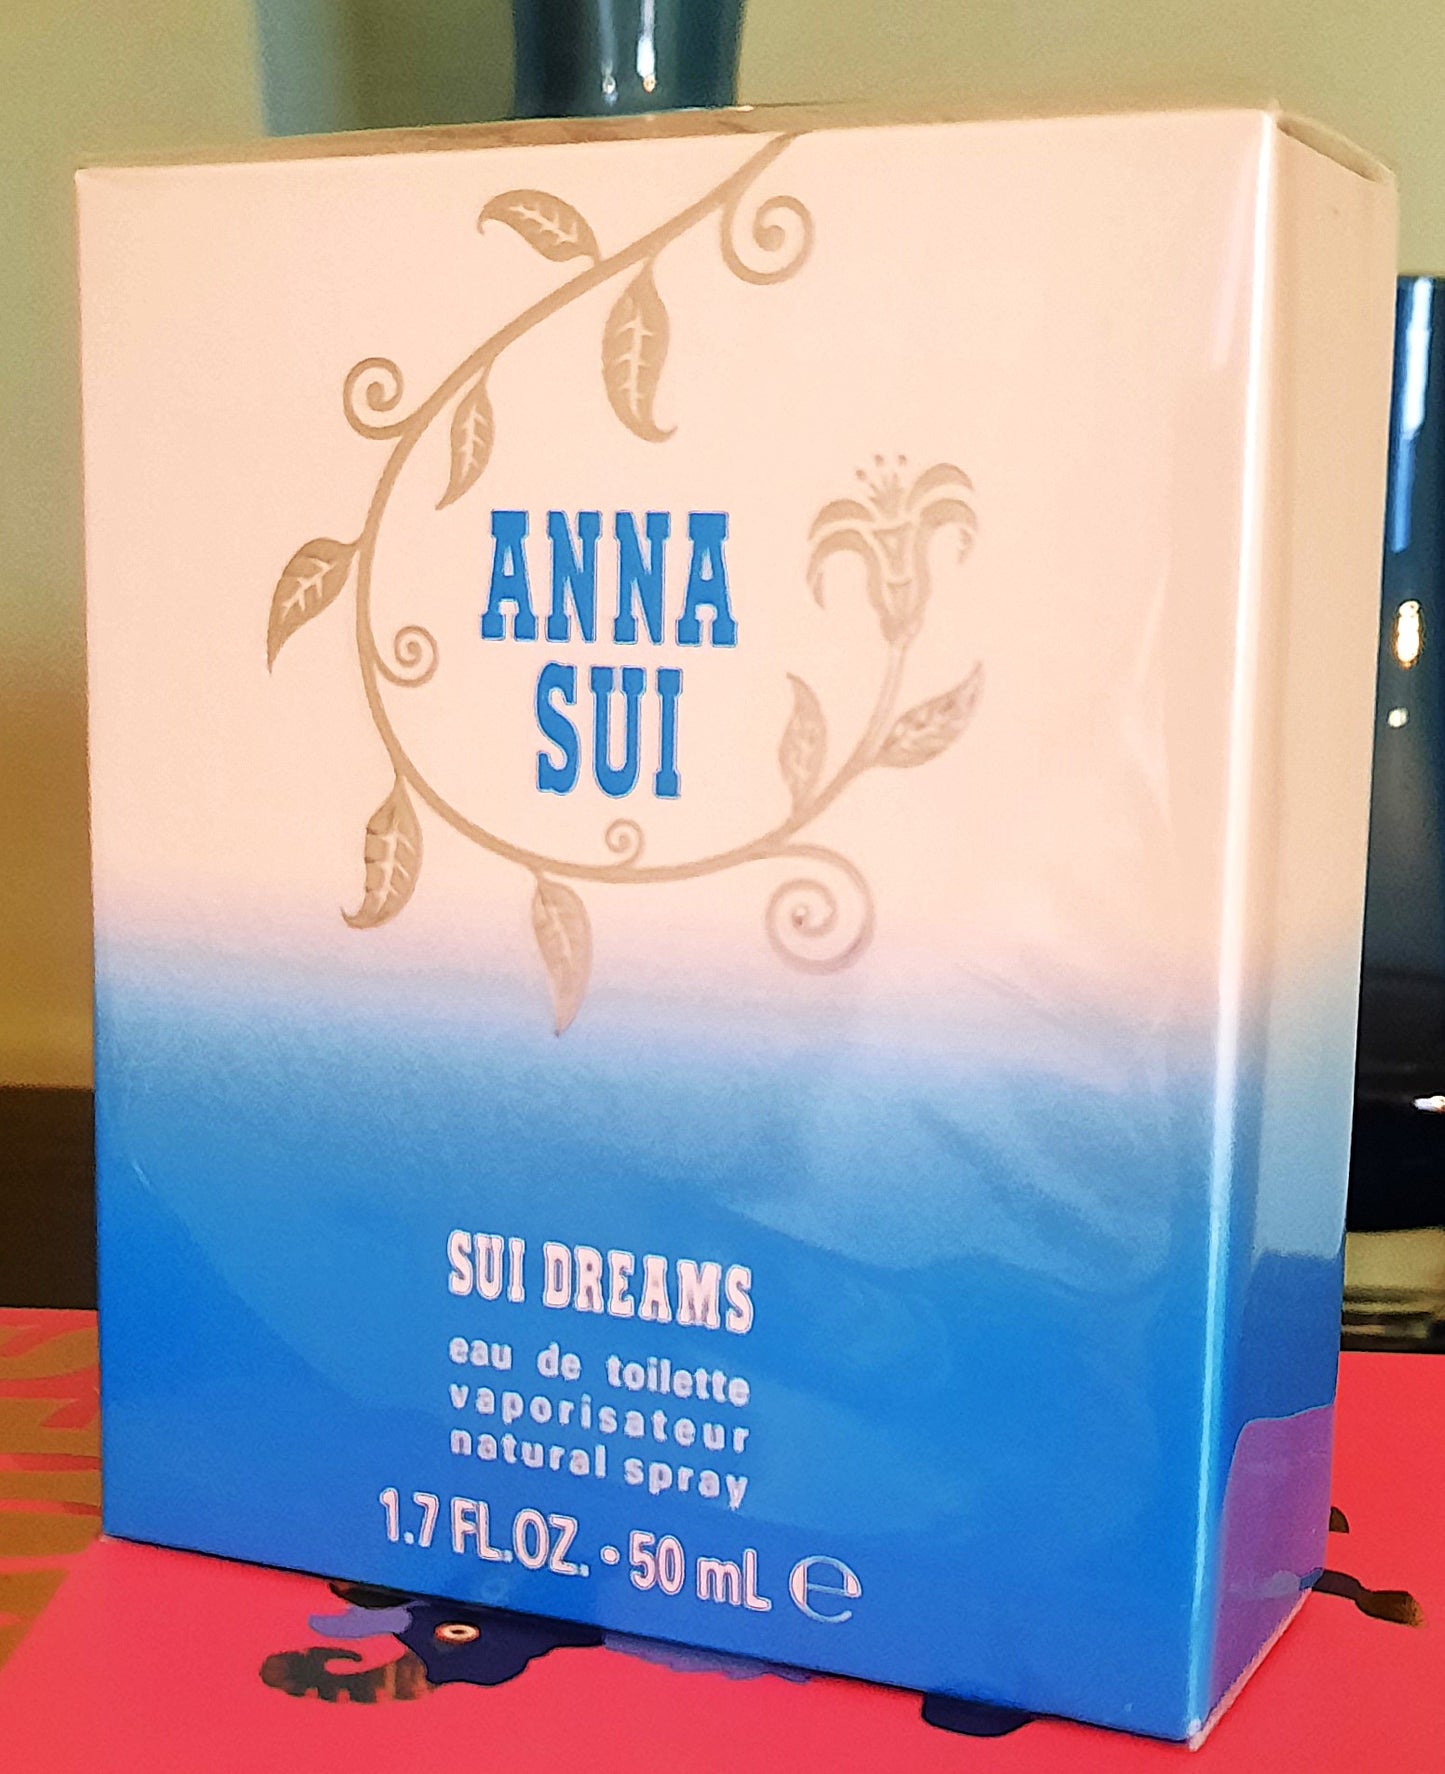 ANNA
SUI
SUI DREAMS
eau de toilette
vaporisateur
natural spray
1.7 FL.OZ. • 50 mL ℮